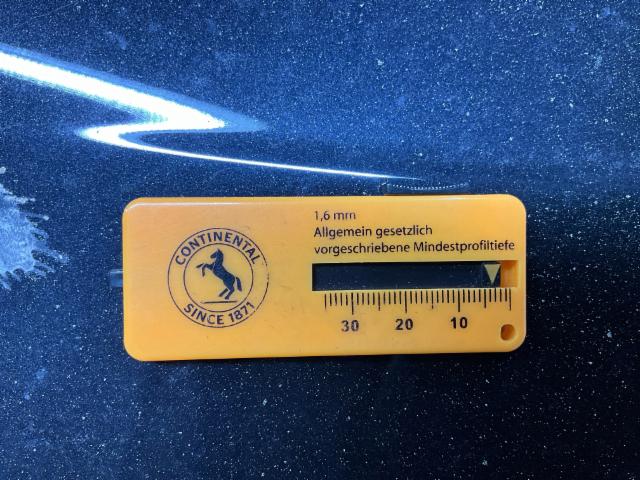 CONTINENTAL
SINCE 1871
1,6 mm
Allgemein gesetzlich
vorgeschriebene Mindestprofiltiefe
30 20 10